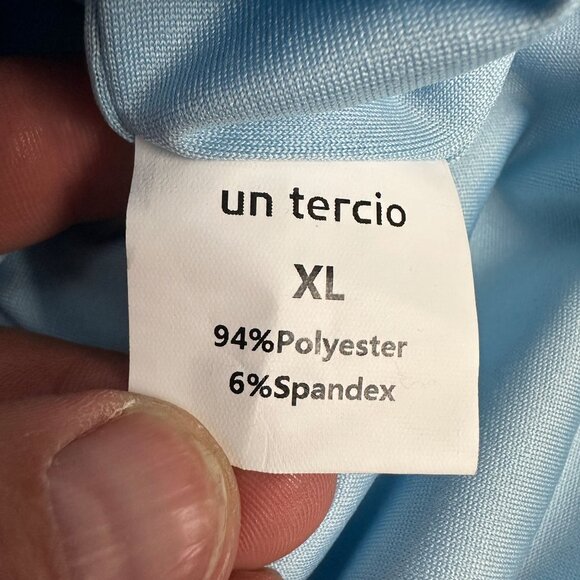 un tercio
XL
94%Polyester
6%Spandex